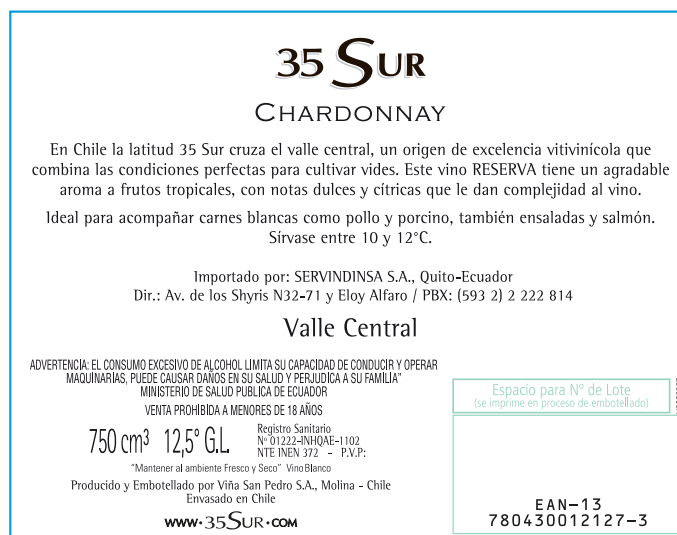 35 SUR
CHARDONNAY
En Chile la latitud 35 Sur cruza el valle central, un origen de excelencia vitivinícola que
combina las condiciones perfectas para cultivar vides. Este vino RESERVA tiene un agradable
aroma a frutos tropicales, con notas dulces y cítricas que le dan complejidad al vino.
Ideal para acompañar carnes blancas como pollo y porcino, también ensaladas y salmón.
Sírvase entre 10 y 12°C.
Importado por: SERVINDINSA S.A., Quito-Ecuador
Dir.: Av. de los Shyris N32-71 y Eloy Alfaro / PBX: (593 2) 2 222 814
Valle Central
ADVERTENCIA: EL CONSUMO EXCESIVO DE ALCOHOL LIMITA SU CAPACIDAD DE CONDUCIR Y OPERAR
MAQUINARIAS, PUEDE CAUSAR DAÑOS EN SU SALUD Y PERJUDICA A SU FAMILIA"
MINISTERIO DE SALUD PUBLICA DE ECUADOR
VENTA PROHIBIDA A MENORES DE 18 AÑOS
750 cm³ 12,5° G.L.
Registro Sanitario
Nº 01222-INHQAE-1102
NTE INEN 372 - P.V.P:
"Mantener al ambiente Fresco y Seco" Vino Blanco
Producido y Embotellado por Viña San Pedro S.A., Molina - Chile
Envasado en Chile
WWW·35SUR·COM
Espacio para Nº de Lote
(se imprime en proceso de embotellado)
EAN-13
780430012127-3